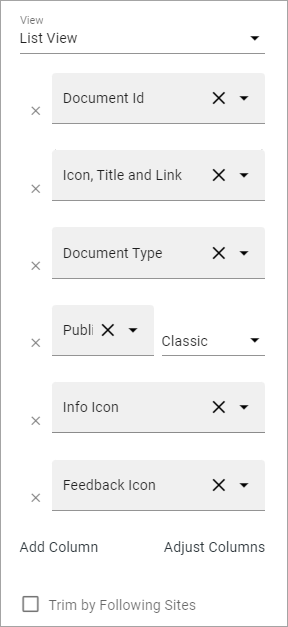 View
List View
Document Id
Icon, Title and Link
Document Type
Publi
Classic
Info Icon
Feedback Icon
Add Column Adjust Columns
Trim by Following Sites